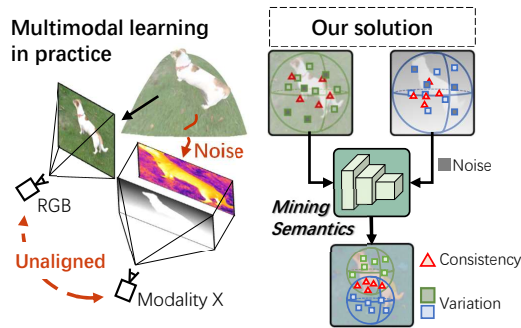 Multimodal learning
in practice
Noise
RGB
Unaligned
Modality X
Our solution
Noise
Mining
Semantics
Consistency
Variation